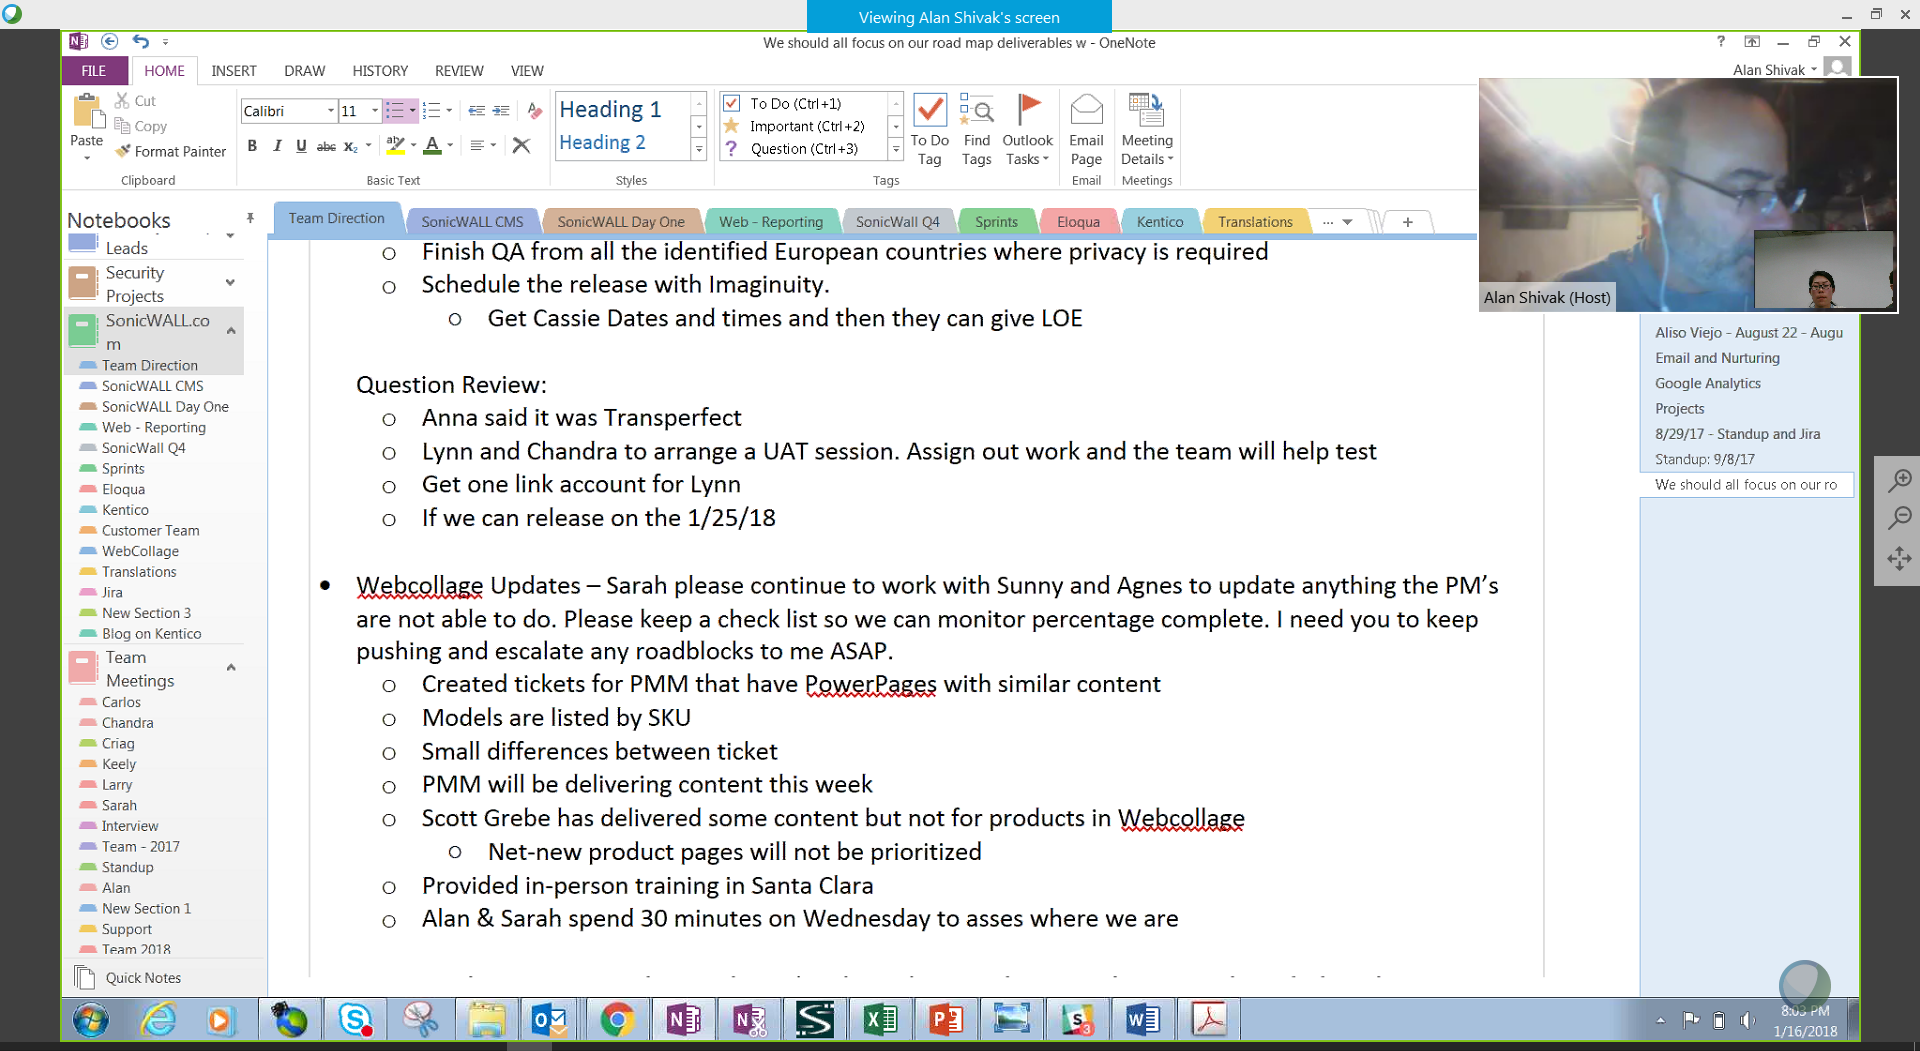 Viewing Alan Shivak's screen
We should all focus on our road map deliverables w - OneNote
FILE HOME INSERT DRAW HISTORY REVIEW VIEW
Alan Shivak
Paste
Cut
Copy
Format Painter
Clipboard
Calibri 11
B I U abc X₂ A
Basic Text
Heading 1
Heading 2
Styles
To Do (Ctrl+1)
Important (Ctrl+2)
Question (Ctrl+3)
To Do Tag
Find Tags
Tags
Outlook Tasks
Email Page
Email
Meeting Details
Meetings
Alan Shivak (Host)
Notebooks
Leads
Security Projects
SonicWALL.co
m
Team Direction
SonicWALL CMS
SonicWALL Day One
Web - Reporting
SonicWall Q4
Sprints
Eloqua
Kentico
Customer Team
WebCollage
Translations
Jira
New Section 3
Blog on Kentico
Team Meetings
Carlos
Chandra
Criag
Keely
Larry
Sarah
Interview
Team - 2017
Standup
Alan
New Section 1
Support
Team 2018
Quick Notes
Team Direction SonicWALL CMS SonicWALL Day One Web - Reporting SonicWall Q4 Sprints Eloqua Kentico Translations ... +
o Finish QA from all the identified European countries where privacy is required
o Schedule the release with Imaginuity.
o Get Cassie Dates and times and then they can give LOE
Question Review:
o Anna said it was Transperfect
o Lynn and Chandra to arrange a UAT session. Assign out work and the team will help test
o Get one link account for Lynn
o If we can release on the 1/25/18
• Webcollage Updates – Sarah please continue to work with Sunny and Agnes to update anything the PM's
are not able to do. Please keep a check list so we can monitor percentage complete. I need you to keep
pushing and escalate any roadblocks to me ASAP.
o Created tickets for PMM that have PowerPages with similar content
o Models are listed by SKU
o Small differences between ticket
o PMM will be delivering content this week
o Scott Grebe has delivered some content but not for products in Webcollage
o Net-new product pages will not be prioritized
o Provided in-person training in Santa Clara
o Alan & Sarah spend 30 minutes on Wednesday to asses where we are
Aliso Viejo - August 22 - Augu
Email and Nurturing
Google Analytics
Projects
8/29/17 - Standup and Jira
Standup: 9/8/17
We should all focus on our ro
8:03 PM
1/16/2018